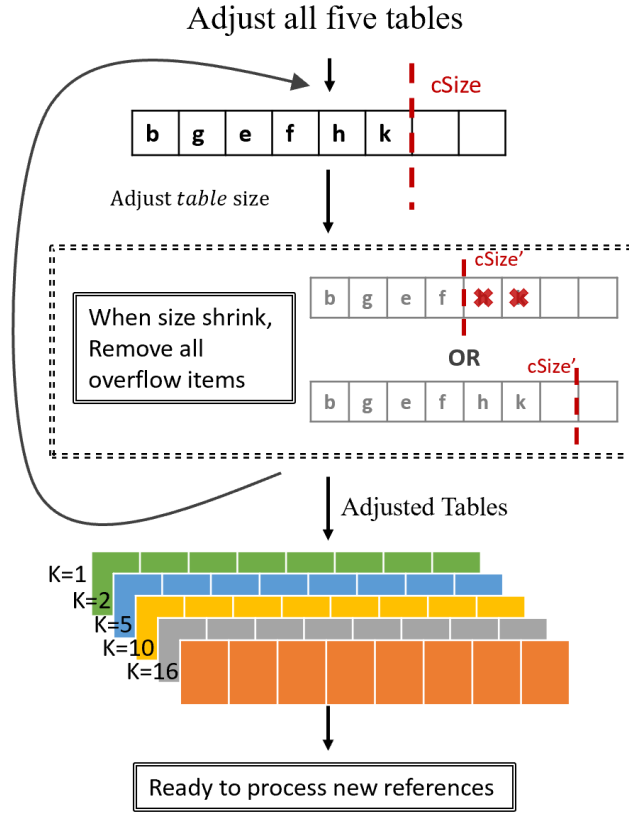 Adjust all five tables
cSize
b g e f h k
Adjust table size
cSize’
b g e f
When size shrink,
Remove all
overflow items
OR
cSize’
b g e f h k
Adjusted Tables
K=1
K=2
K=5
K=10
K=16
Ready to process new references